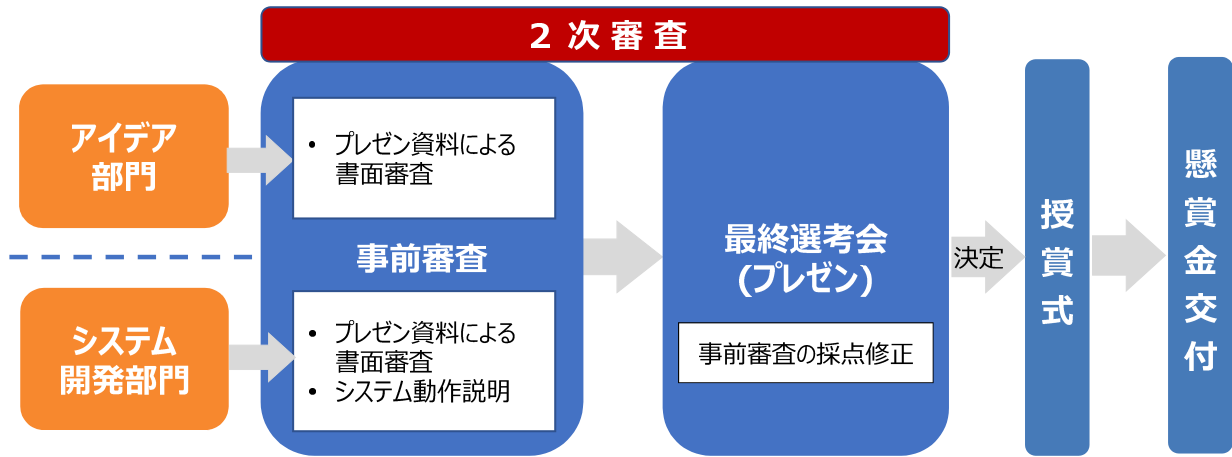 2 次 審 査
アイデア
部門
• プレゼン資料による
書面審査
事前審査
システム
開発部門
• プレゼン資料による
書面審査
• システム動作説明
最終選考会
(プレゼン)
事前審査の採点修正
決定
授賞式
懸賞金交付